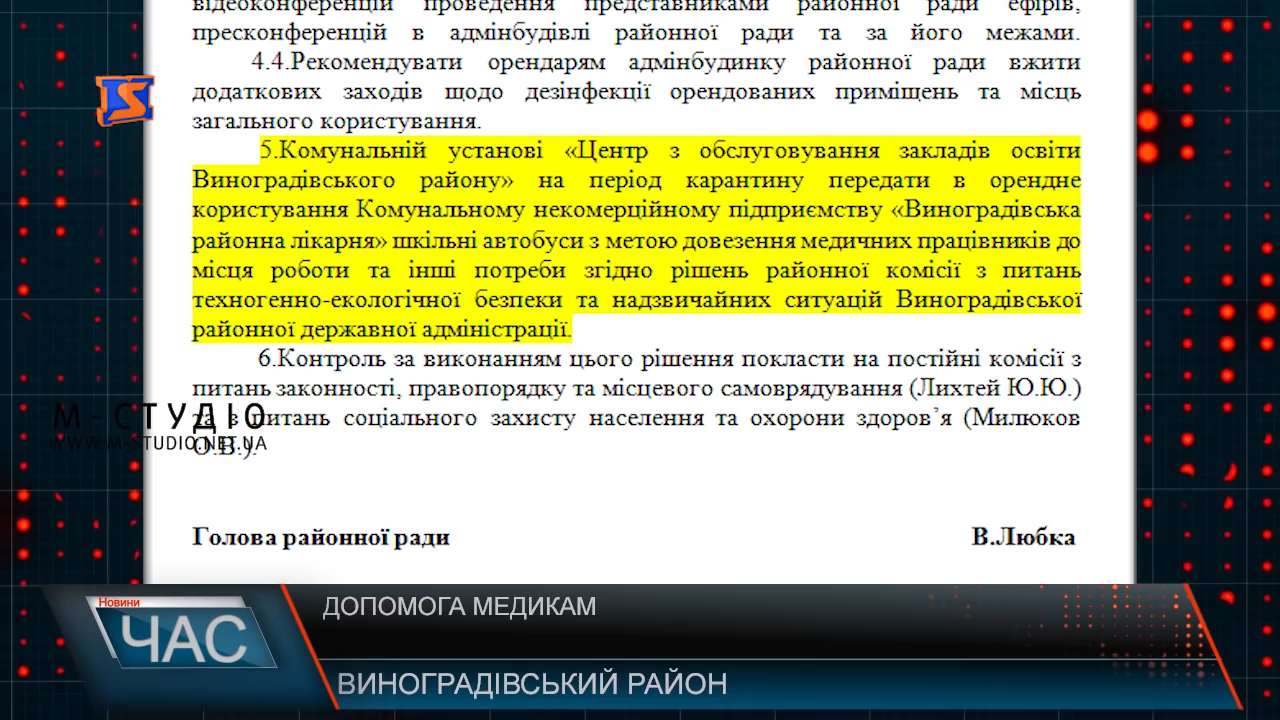 відеоконференцій проведення представниками районної ради ефірів,
пресконференцій в адмінбудівлі районної ради та за його межами.
4.4.Рекомендувати орендарям адмінбудинку районної ради вжити
додаткових заходів щодо дезінфекції орендованих приміщень та місць
загального користування.
5.Комунальній установі «Центр з обслуговування закладів освіти
Виноградівського району» на період карантину передати в орендне
користування Комунальному некомерційному підприємству «Виноградівська
районна лікарня» шкільні автобуси з метою довезення медичних працівників до
місця роботи та інші потреби згідно рішень районної комісії з питань
техногенно-екологічної безпеки та надзвичайних ситуацій Виноградівської
районної державної адміністрації.
6.Контроль за виконанням цього рішення покласти на постійні комісії з
питань законності, правопорядку та місцевого самоврядування (Лихтей Ю.Ю.)
та з питань соціального захисту населення та охорони здоров’я (Милюков
О.В.).
М-СТУДІО
WWW.M-STUDIO.NET.UA
Голова районної ради В.Любка
Новини
ЧАС
ДОПОМОГА МЕДИКАМ
ВИНОГРАДІВСЬКИЙ РАЙОН